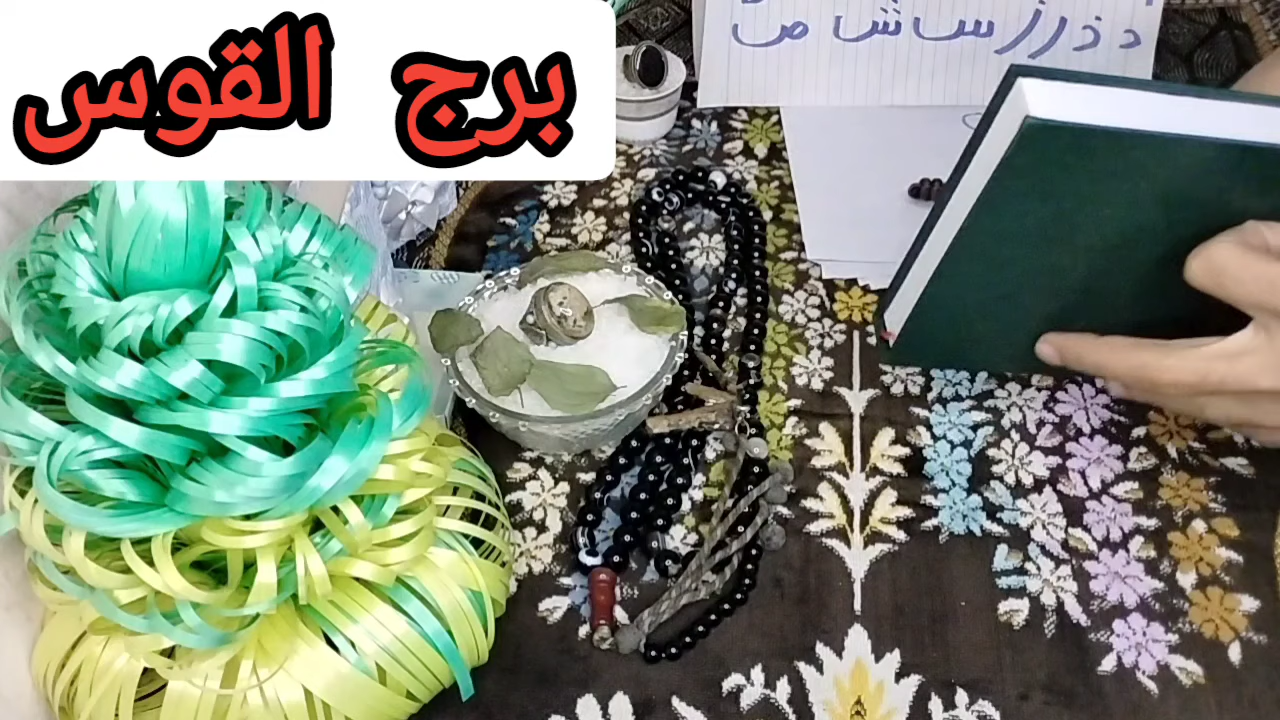 برج القوس
د ذ ر ز س ش ص